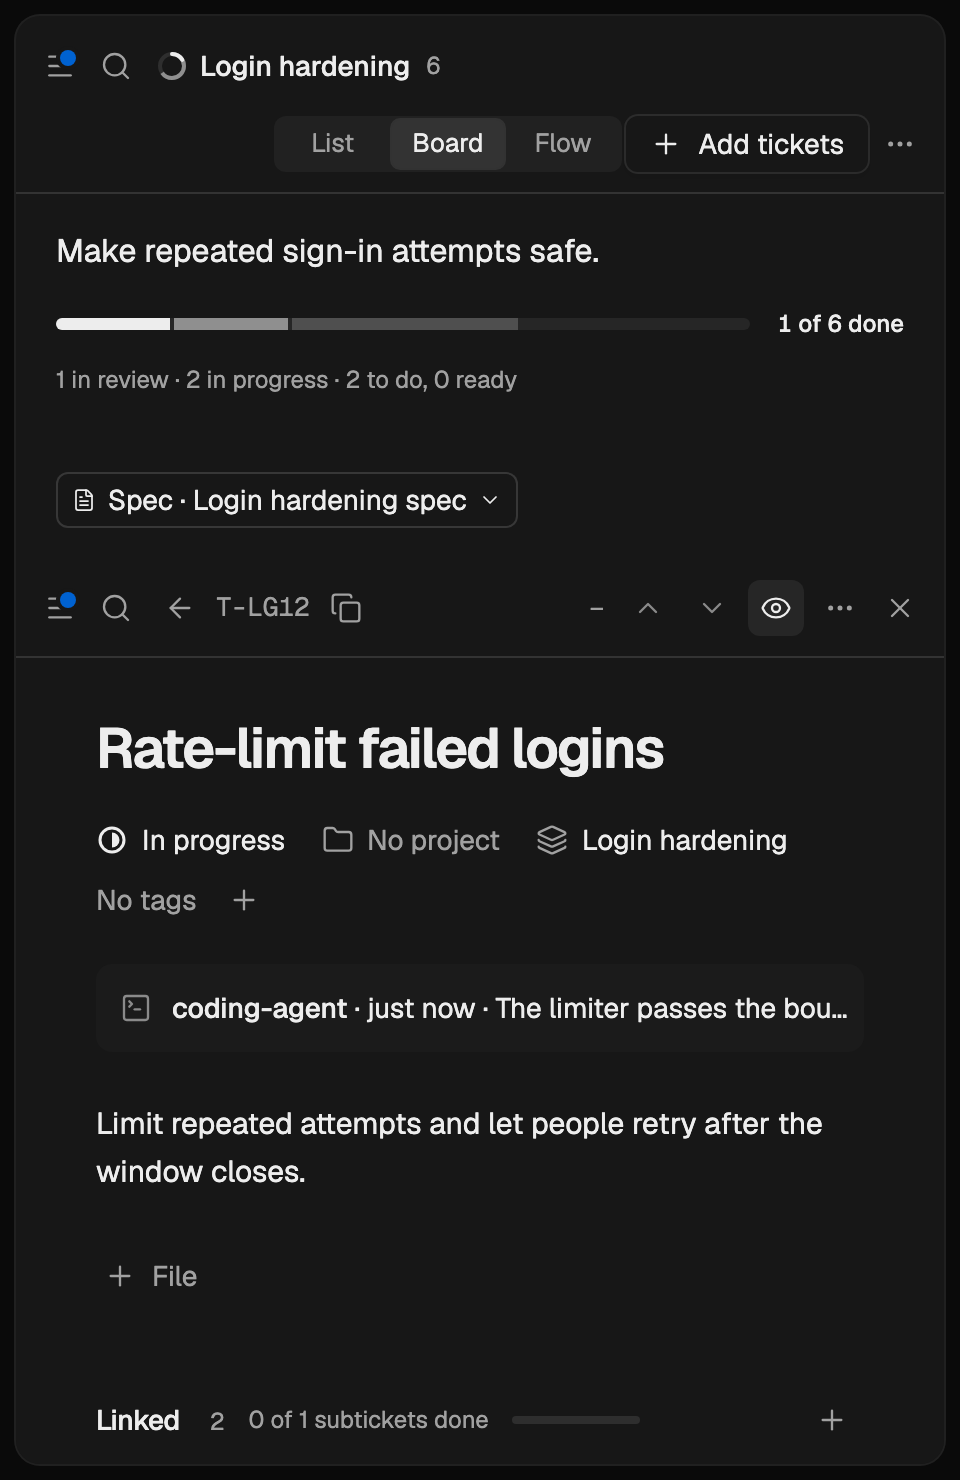 Login hardening 6
List Board Flow + Add tickets ...
Make repeated sign-in attempts safe.
1 of 6 done
1 in review · 2 in progress · 2 to do, 0 ready
Spec · Login hardening spec
T-LG12 –
Rate-limit failed logins
In progress No project Login hardening
No tags +
coding-agent · just now · The limiter passes the bou...
Limit repeated attempts and let people retry after the
window closes.
+ File
Linked 2 0 of 1 subtickets done +